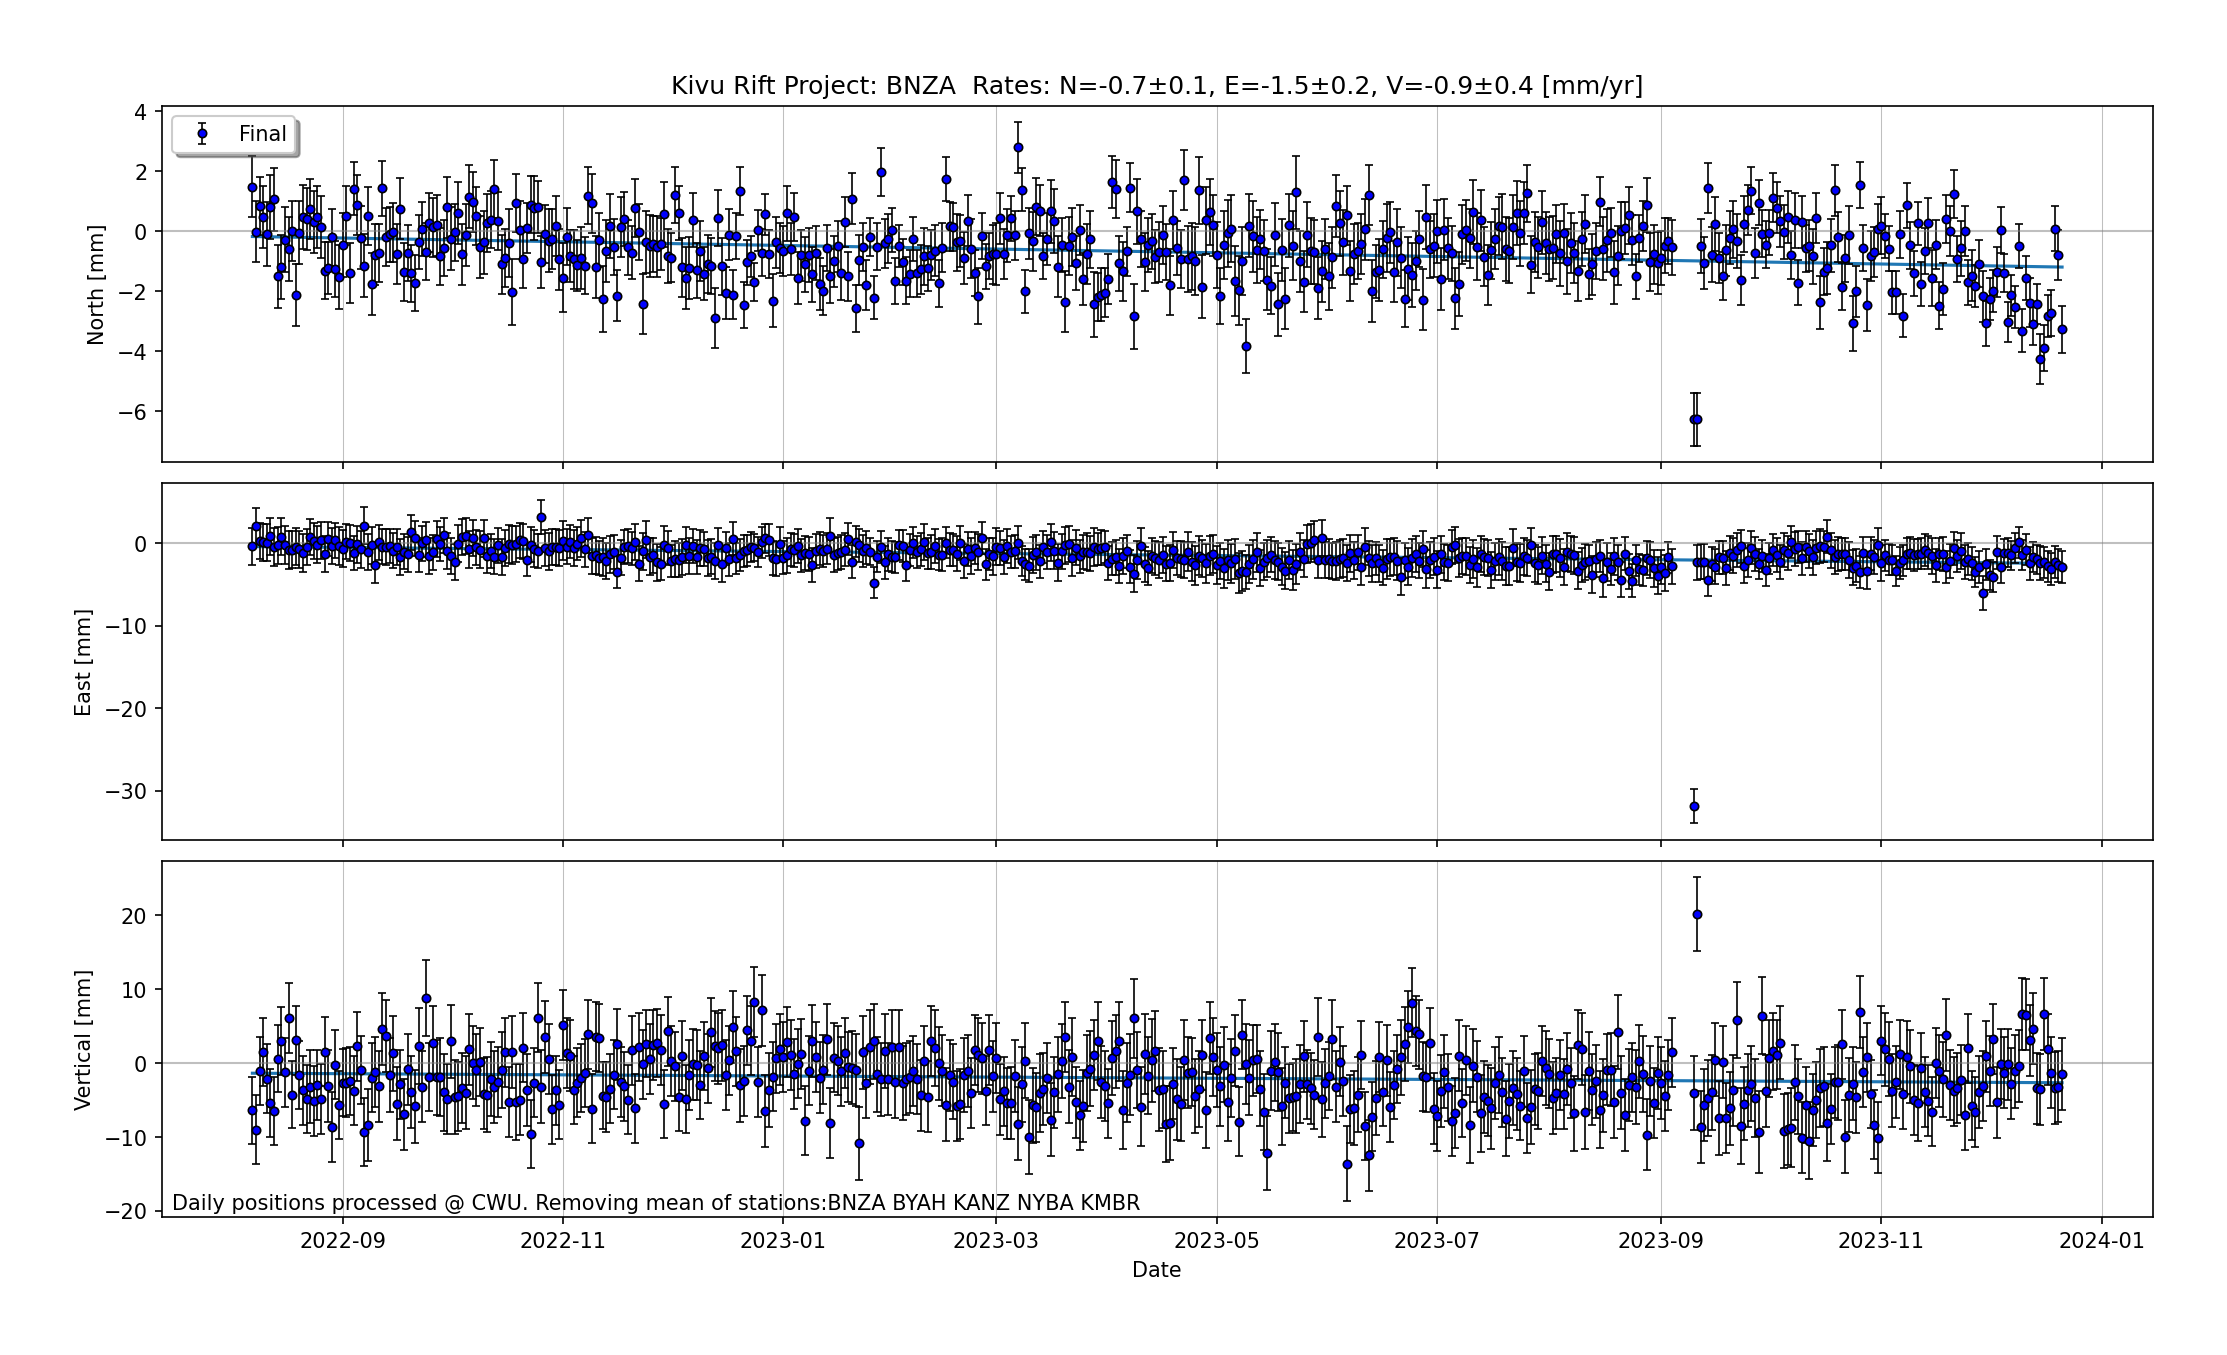 Kivu Rift Project: BNZA  Rates: N=-0.7±0.1, E=-1.5±0.2, V=-0.9±0.4 [mm/yr]
Final
North [mm]
4
2
0
−2
−4
−6
East [mm]
0
−10
−20
−30
Vertical [mm]
20
10
0
−10
−20
Daily positions processed @ CWU. Removing mean of stations:BNZA BYAH KANZ NYBA KMBR
2022-09 2022-11 2023-01 2023-03 2023-05 2023-07 2023-09 2023-11 2024-01
Date